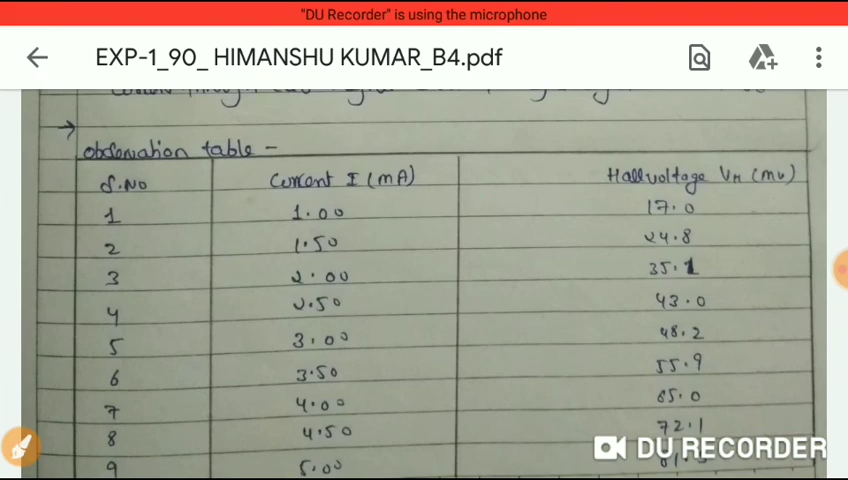 "DU Recorder" is using the microphone
EXP-1_90_ HIMANSHU KUMAR_B4.pdf
→
Observation table -
S.NO Current I (mA) Hall voltage VH (mv)
1 1.00 17.0
2 1.50 24.8
3 2.00 35.1
4 2.50 43.0
5 3.00 48.2
6 3.50 55.9
7 4.00 65.0
8 4.50 72.1
9 5.00
DU RECORDER